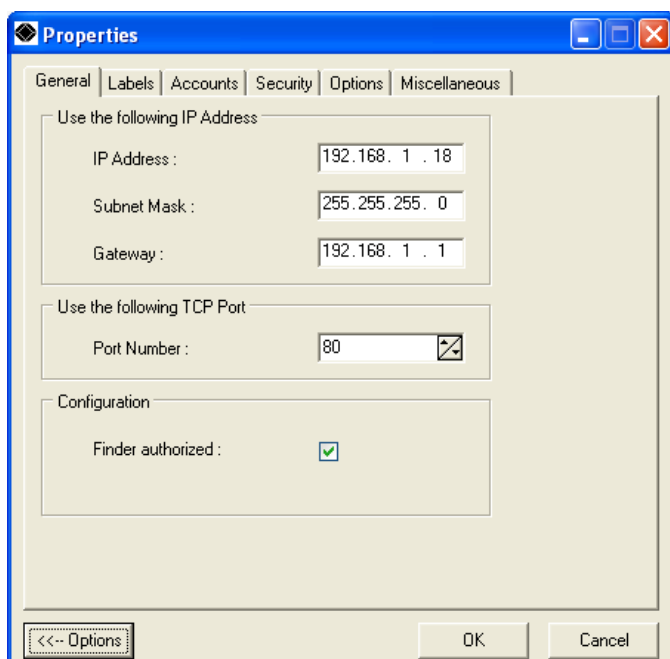 Properties
General Labels Accounts Security Options Miscellaneous
Use the following IP Address
IP Address : 192.168. 1 . 18
Subnet Mask : 255.255.255. 0
Gateway : 192.168. 1 . 1
Use the following TCP Port
Port Number : 80
Configuration
Finder authorized :
<<-- Options OK Cancel